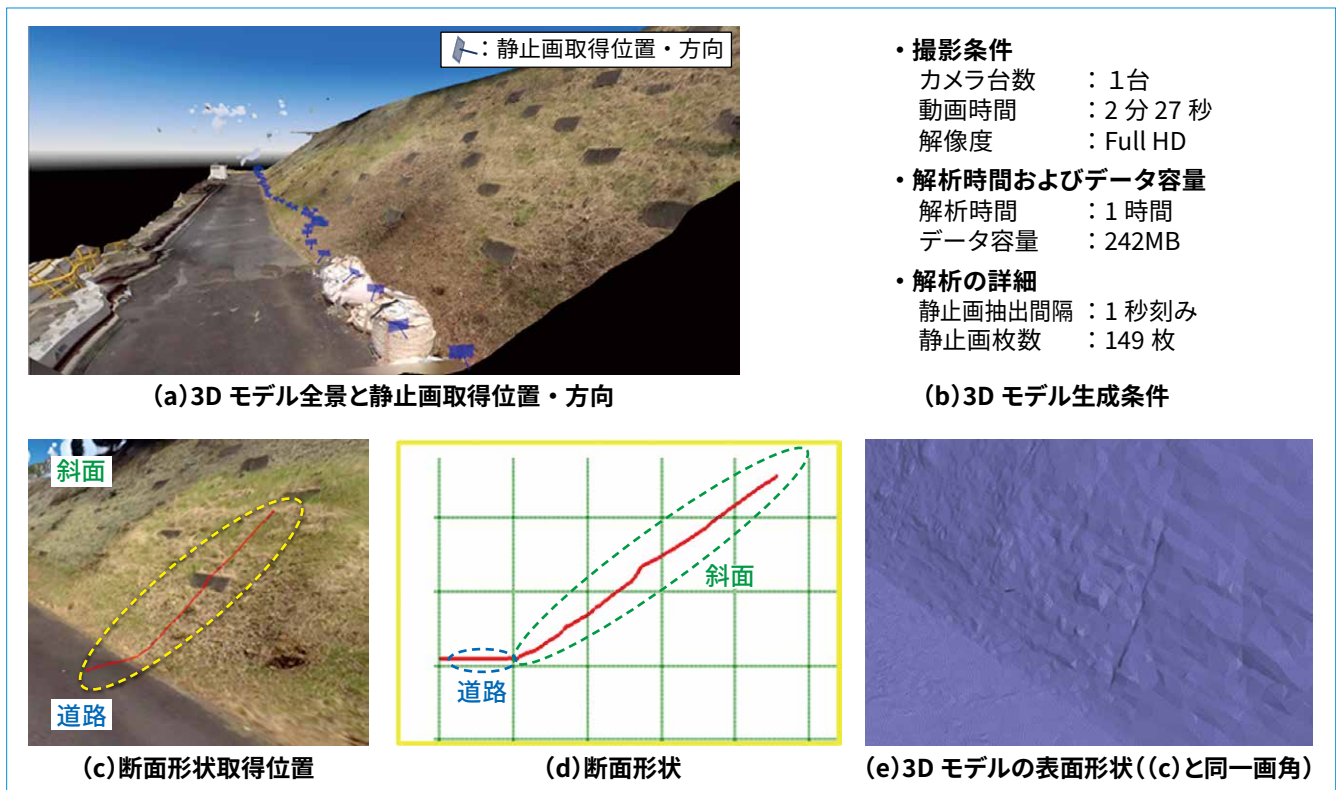 ：静止画取得位置・方向
(a)3D モデル全景と静止画取得位置・方向
・撮影条件
カメラ台数 ：１台
動画時間 ：2 分 27 秒
解像度 ：Full HD
・解析時間およびデータ容量
解析時間 ：1 時間
データ容量 ：242MB
・解析の詳細
静止画抽出間隔 ：1 秒刻み
静止画枚数 ：149 枚
(b)3D モデル生成条件
斜面
道路
(c)断面形状取得位置
斜面
道路
(d)断面形状
(e)3D モデルの表面形状((c)と同一画角)